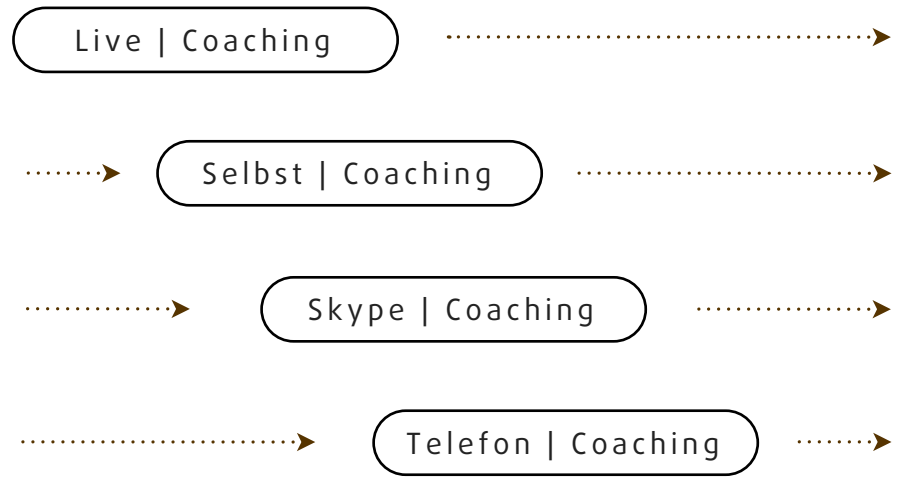 Live | Coaching
Selbst | Coaching
Skype | Coaching
Telefon | Coaching